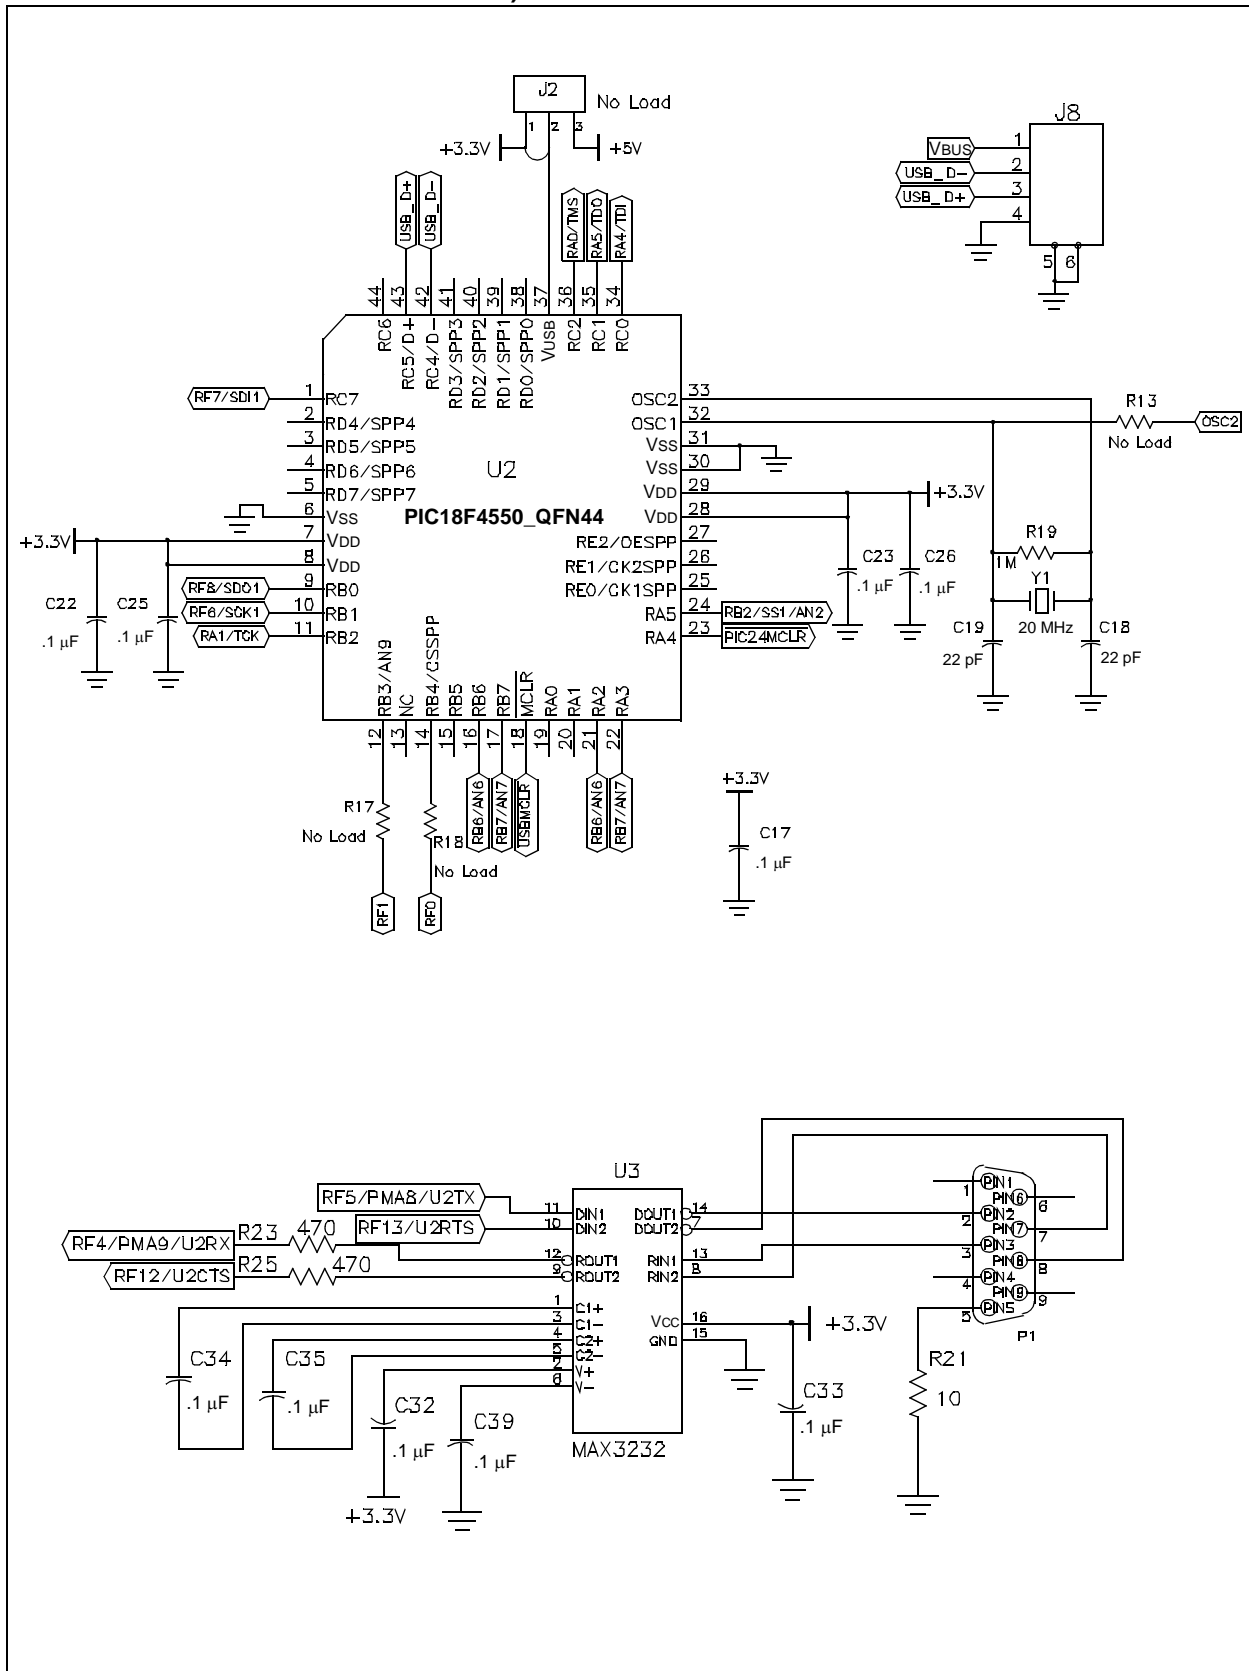 J2
No Load
1 2 3
+3.3V
+5V
J8
VBUS 1
USB_D- 2
USB_D+ 3
4
5 6
USB_D+
USB_D-
RA0/TMS
RA5/TDO
RA4/TDI
44 43 42 41 40 39 38 37 36 35 34
RC6
RC5/D+
RC4/D-
RD3/SPP3
RD2/SPP2
RD1/SPP1
RD0/SPP0
VUSB
RC2
RC1
RC0
RF7/SDI1 1 RC7
2 RD4/SPP4
3 RD5/SPP5
4 RD6/SPP6
5 RD7/SPP7
6 VSS
+3.3V 7 VDD
8 VDD
RF8/SDO1 9 RB0
RF6/SCK1 10 RB1
RA1/TCK 11 RB2
C22
.1 µF
C25
.1 µF
U2
PIC18F4550_QFN44
OSC2 33
OSC1 32
VSS 31
VSS 30
VDD 29
VDD 28
RE2/OESPP 27
RE1/CK2SPP 26
RE0/CK1SPP 25
RA5 24 RB2/SS1/AN2
RA4 23 PIC24MCLR
R13
No Load
OSC2
+3.3V
C23
.1 µF
C26
.1 µF
R19
1M
Y1
20 MHz
C19
22 pF
C18
22 pF
RB3/AN9
NC
RB4/CSSPP
RB5
RB6
RB7
MCLR
RA0
RA1
RA2
RA3
12 13 14 15 16 17 18 19 20 21 22
R17
No Load
R18
No Load
RF1
RF0
RB6/AN6
RB7/AN7
USBMCLR
RB6/AN6
RB7/AN7
+3.3V
C17
.1 µF
U3
RF5/PMA8/U2TX 11 DIN1
RF13/U2RTS 10 DIN2
RF4/PMA9/U2RX R23 470 12 ROUT1
RF12/U2CTS R25 470 9 ROUT2
1 C1+
3 C1-
4 C2+
5 C2-
2 V+
6 V-
DOUT1 14
DOUT2 7
RIN1 13
RIN2 8
VCC 16
GND 15
+3.3V
C34
.1 µF
C35
.1 µF
C32
.1 µF
+3.3V
C39
.1 µF
MAX3232
C33
.1 µF
1 PIN1
PIN6 6
2 PIN2
PIN7 7
3 PIN3
PIN8 8
4 PIN4
PIN9 9
5 PIN5
P1
R21
10